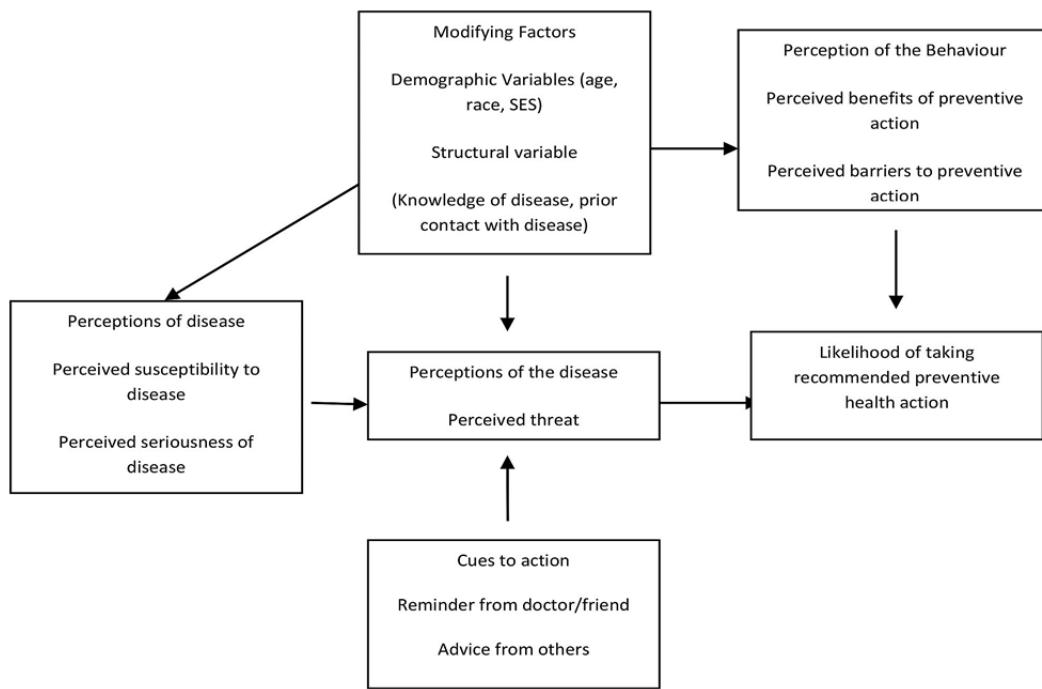 Modifying Factors
Demographic Variables (age,
race, SES)
Structural variable
(Knowledge of disease, prior
contact with disease)
Perception of the Behaviour
Perceived benefits of preventive
action
Perceived barriers to preventive
action
Perceptions of disease
Perceived susceptibility to
disease
Perceived seriousness of
disease
Perceptions of the disease
Perceived threat
Likelihood of taking
recommended preventive
health action
Cues to action
Reminder from doctor/friend
Advice from others